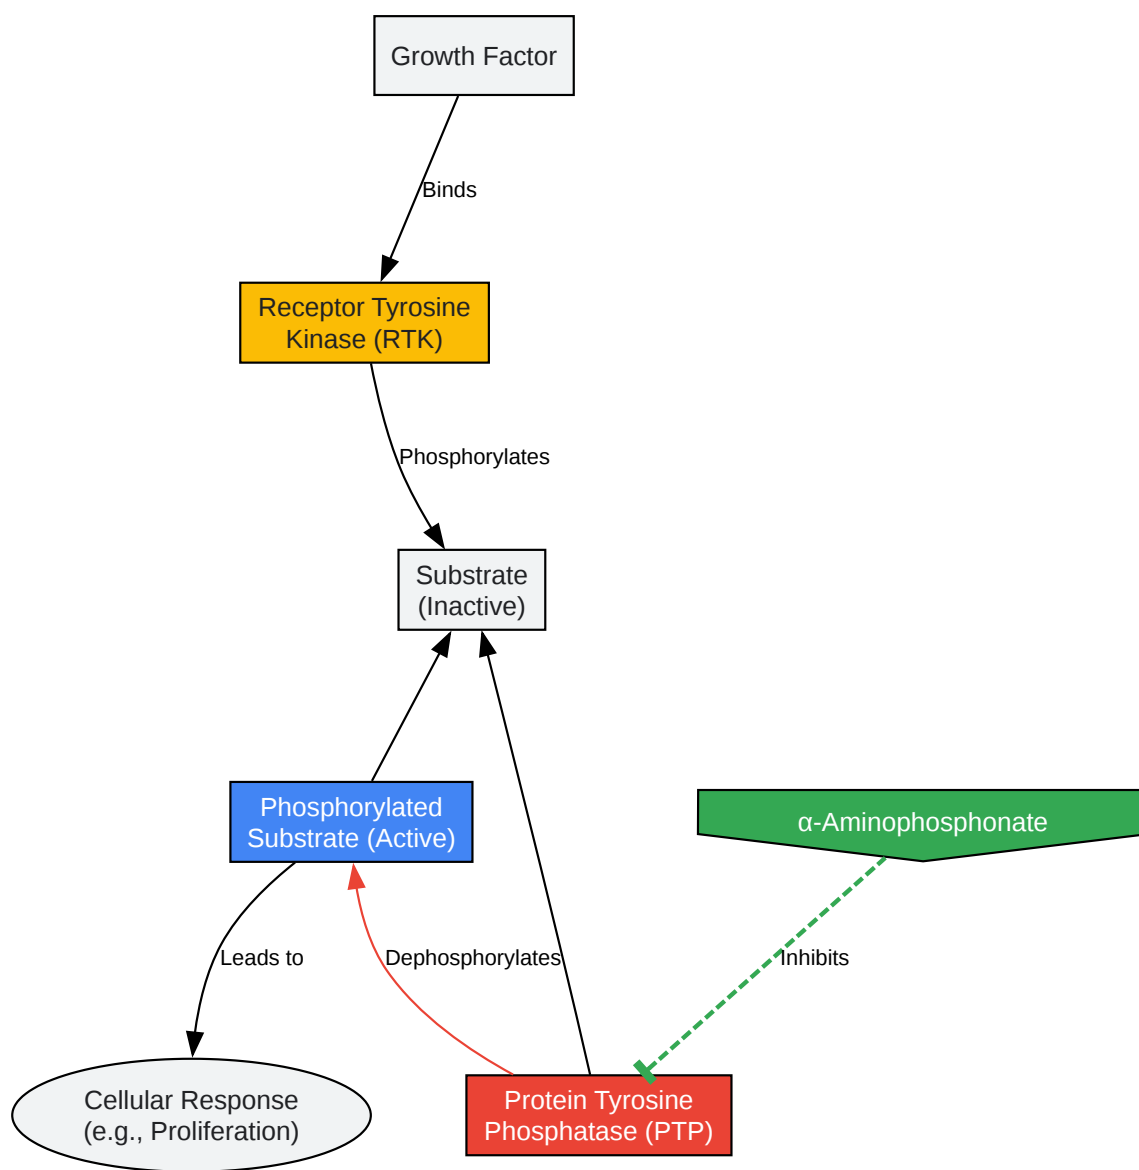 Growth Factor
Binds
Receptor Tyrosine
Kinase (RTK)
Phosphorylates
Substrate
(Inactive)
Phosphorylated
Substrate (Active)
α-Aminophosphonate
Leads to
Dephosphorylates
Inhibits
Cellular Response
(e.g., Proliferation)
Protein Tyrosine
Phosphatase (PTP)